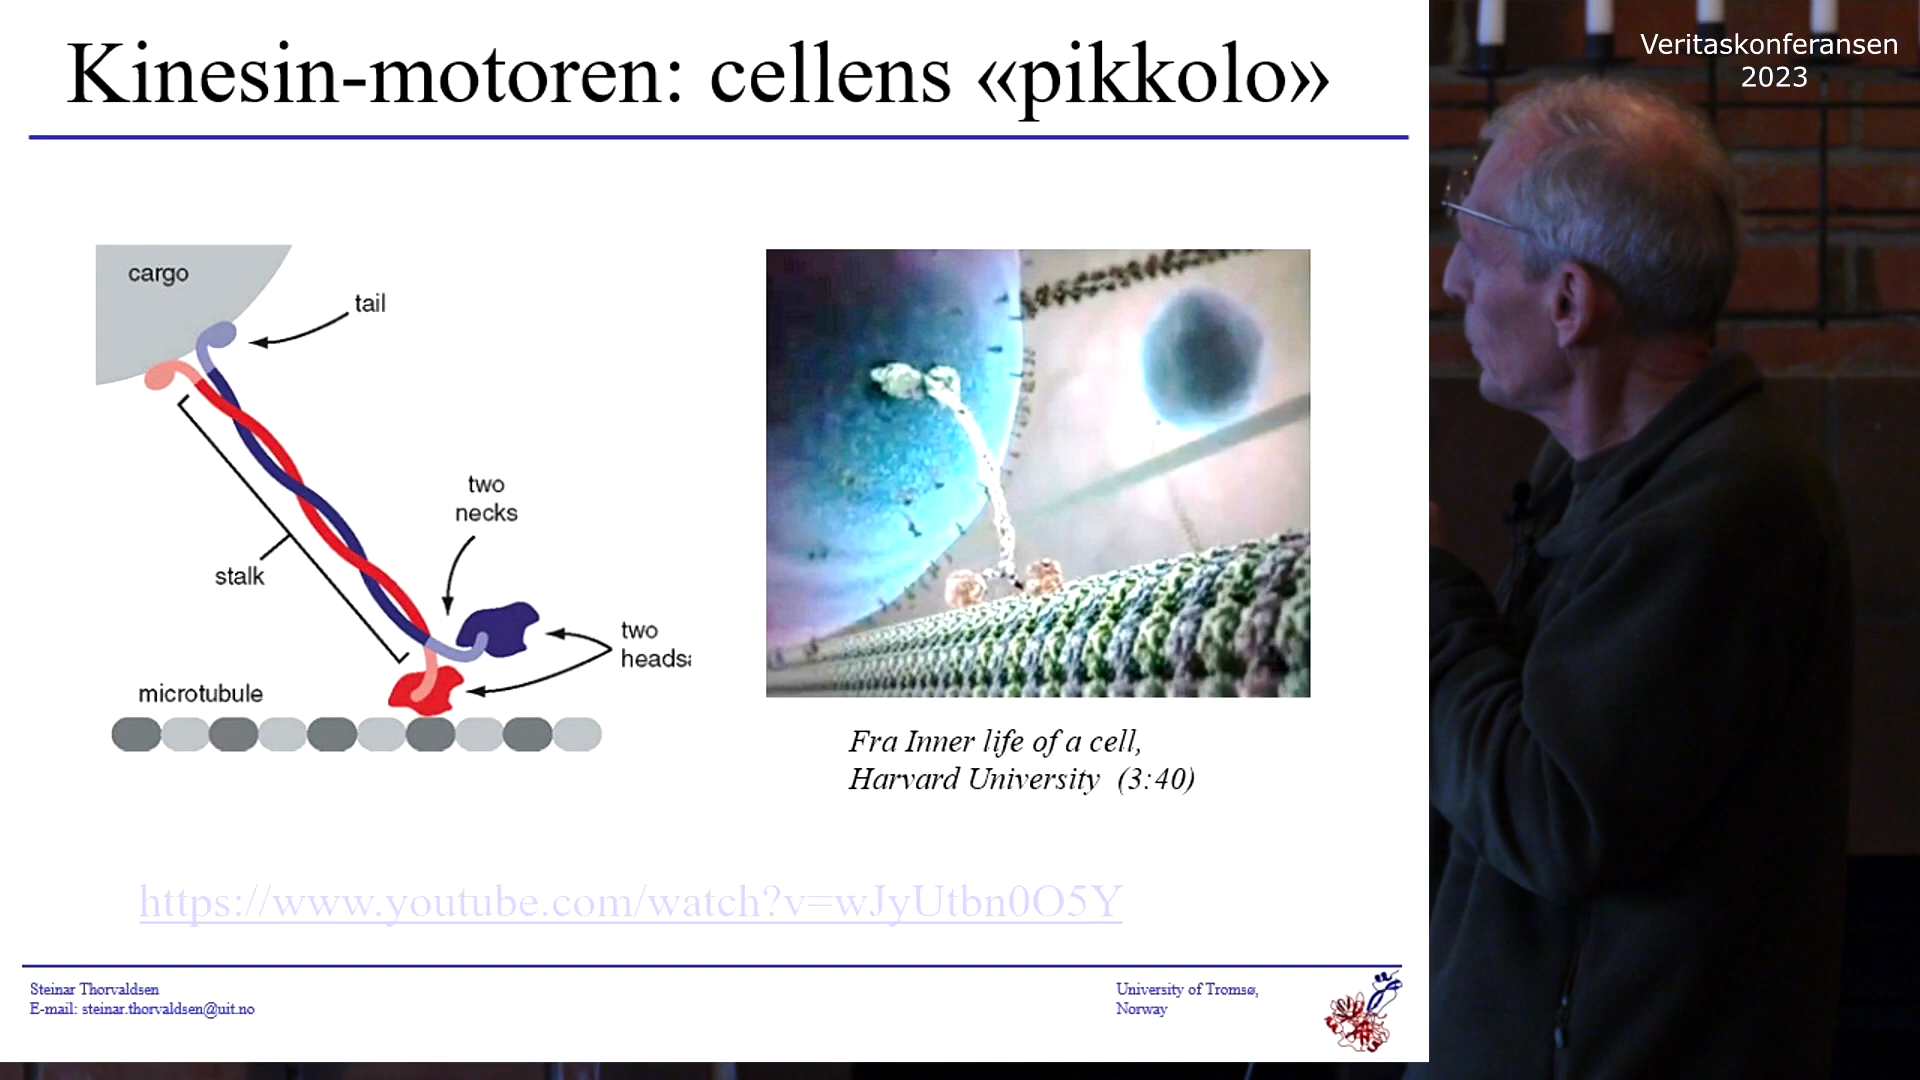 Kinesin-motoren: cellens «pikkolo»
Veritaskonferansen
2023
cargo
tail
two
necks
stalk
two
heads
microtubule
Fra Inner life of a cell,
Harvard University (3:40)
https://www.youtube.com/watch?v=wJyUtbn0O5Y
Steinar Thorvaldsen
E-mail: steinar.thorvaldsen@uit.no
University of Tromsø,
Norway